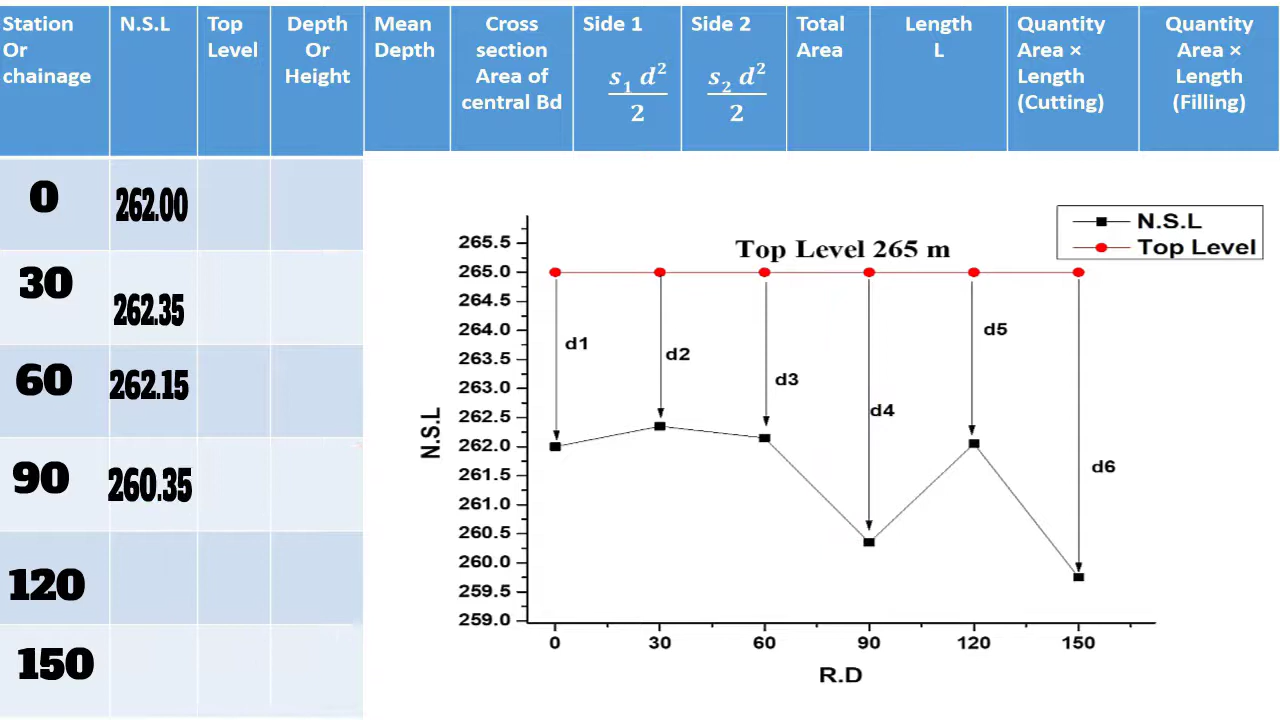 Station
Or
chainage
N.S.L
Top
Level
Depth
Or
Height
Mean
Depth
Cross
section
Area of
central Bd
Side 1
s₁ d²
2
Side 2
s₂ d²
2
Total
Area
Length
L
Quantity
Area ×
Length
(Cutting)
Quantity
Area ×
Length
(Filling)
0
262.00
30
262.35
60
262.15
90
260.35
120
150
N.S.L
Top Level
Top Level 265 m
265.5
265.0
264.5
264.0
263.5
263.0
262.5
262.0
261.5
261.0
260.5
260.0
259.5
259.0
N.S.L
d1
d2
d3
d4
d5
d6
0 30 60 90 120 150
R.D